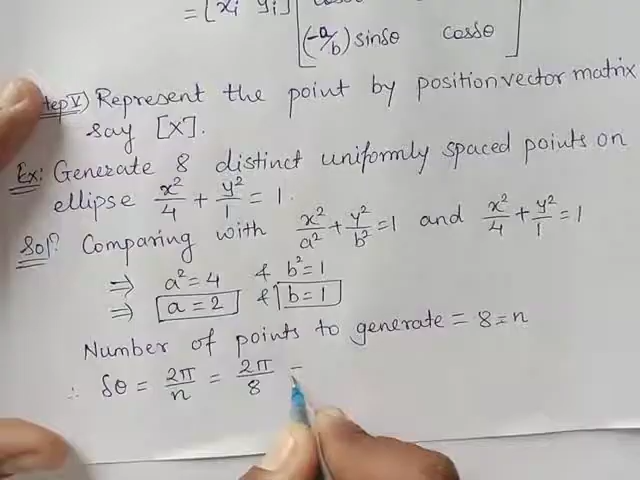 = [xi yi]
(-a/b) sinδθ cosδθ
Step V) Represent the point by position vector matrix
say [X].
Ex: Generate 8 distinct uniformly spaced points on
ellipse x²/4 + y²/1 = 1.
Solⁿ: Comparing with x²/a² + y²/b² = 1 and x²/4 + y²/1 = 1
⇒ a² = 4 & b² = 1
⇒ a = 2 & b = 1
Number of points to generate = 8 = n
∴ δθ = 2π/n = 2π/8 =